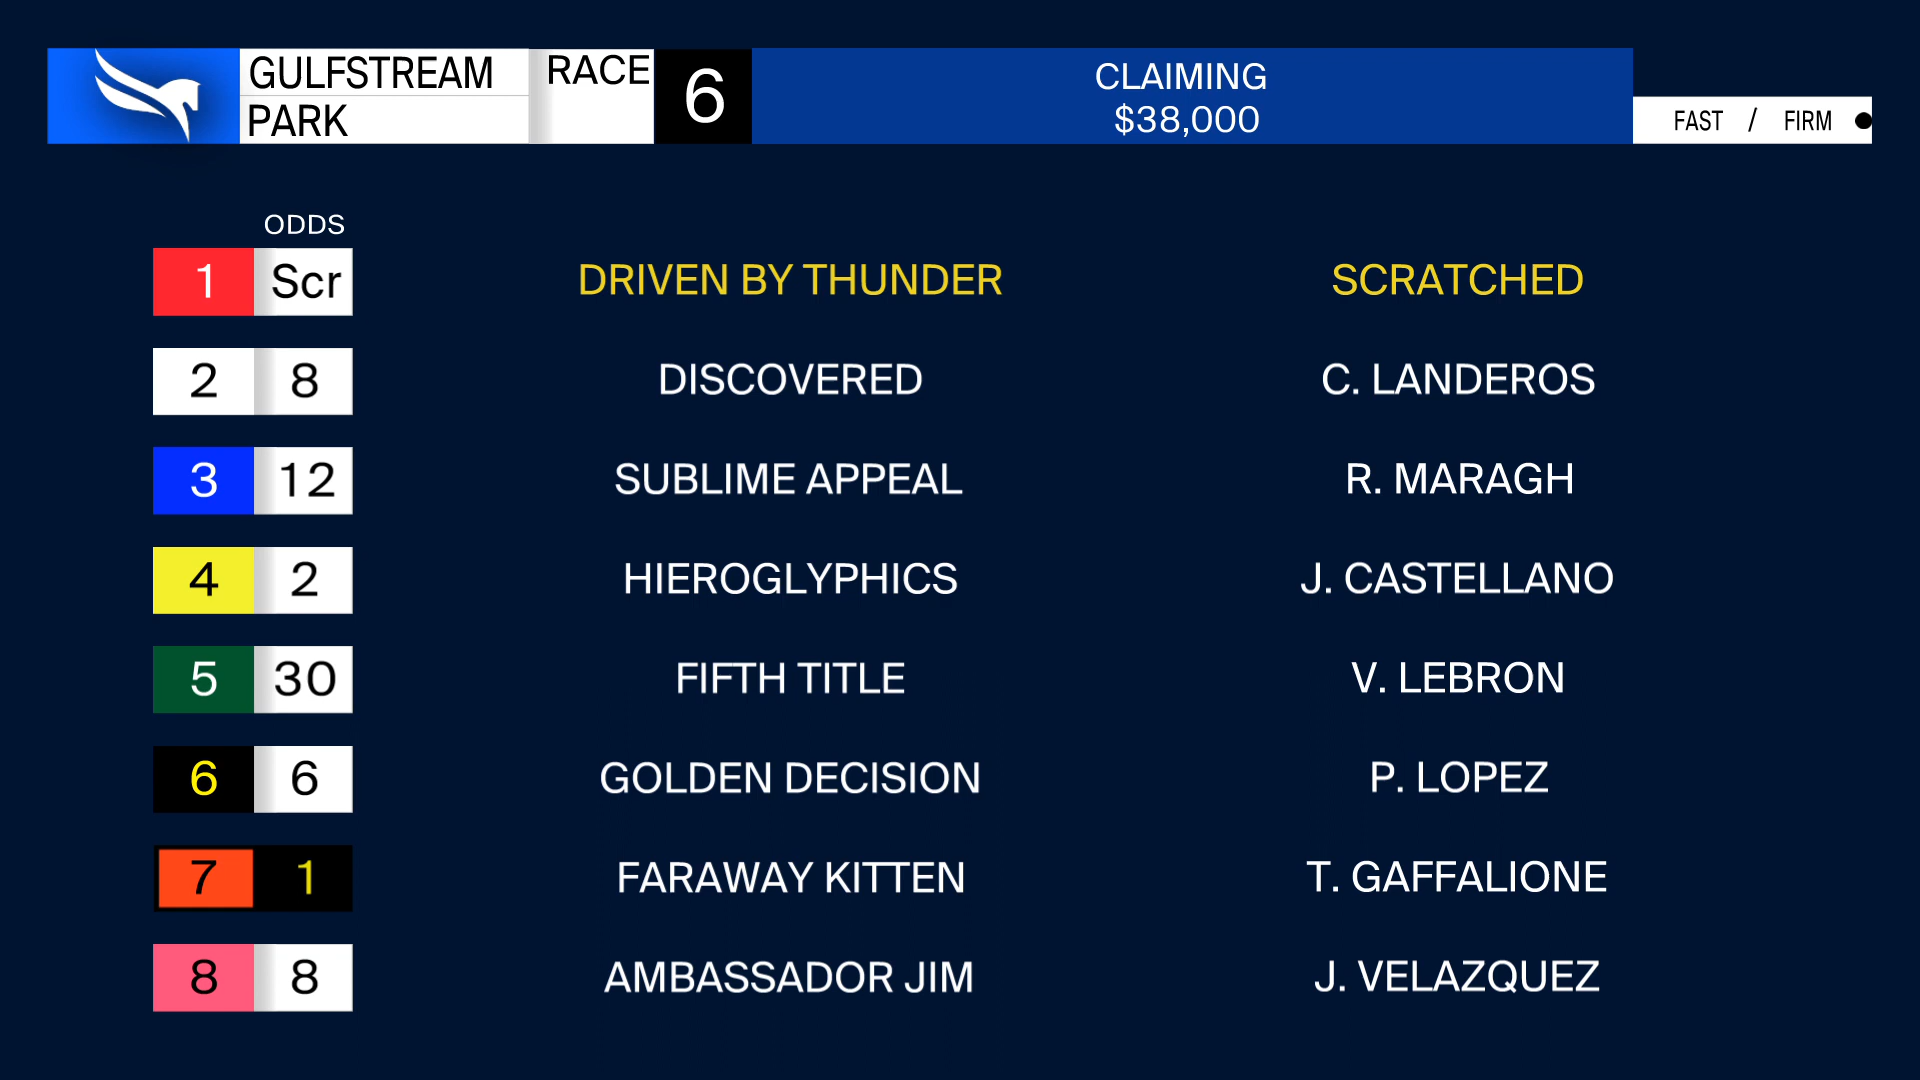 GULFSTREAM
PARK
RACE
6
CLAIMING
$38,000
FAST / FIRM
ODDS
1 Scr DRIVEN BY THUNDER SCRATCHED
2 8 DISCOVERED C. LANDEROS
3 12 SUBLIME APPEAL R. MARAGH
4 2 HIEROGLYPHICS J. CASTELLANO
5 30 FIFTH TITLE V. LEBRON
6 6 GOLDEN DECISION P. LOPEZ
7 1 FARAWAY KITTEN T. GAFFALIONE
8 8 AMBASSADOR JIM J. VELAZQUEZ